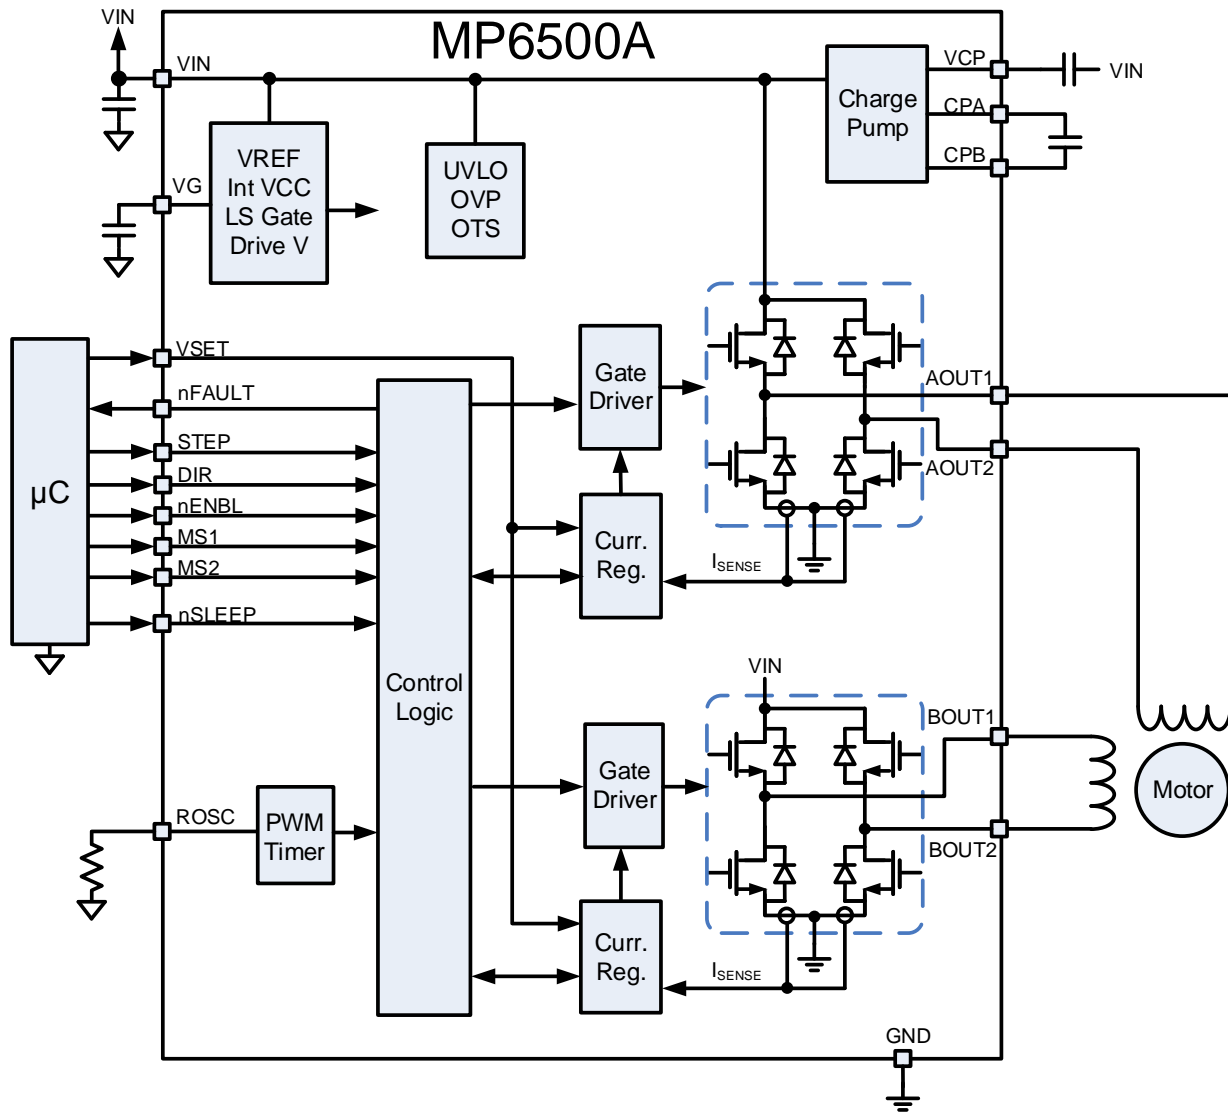 VIN
MP6500A
VIN
VCP
VIN
Charge
Pump
CPA
CPB
VREF
Int VCC
LS Gate
Drive V
UVLO
OVP
OTS
VG
VSET
nFAULT
STEP
DIR
nENBL
MS1
MS2
nSLEEP
µC
Gate
Driver
AOUT1
AOUT2
Curr.
Reg.
ISENSE
Control
Logic
VIN
BOUT1
Gate
Driver
Motor
BOUT2
ROSC
PWM
Timer
Curr.
Reg.
ISENSE
GND